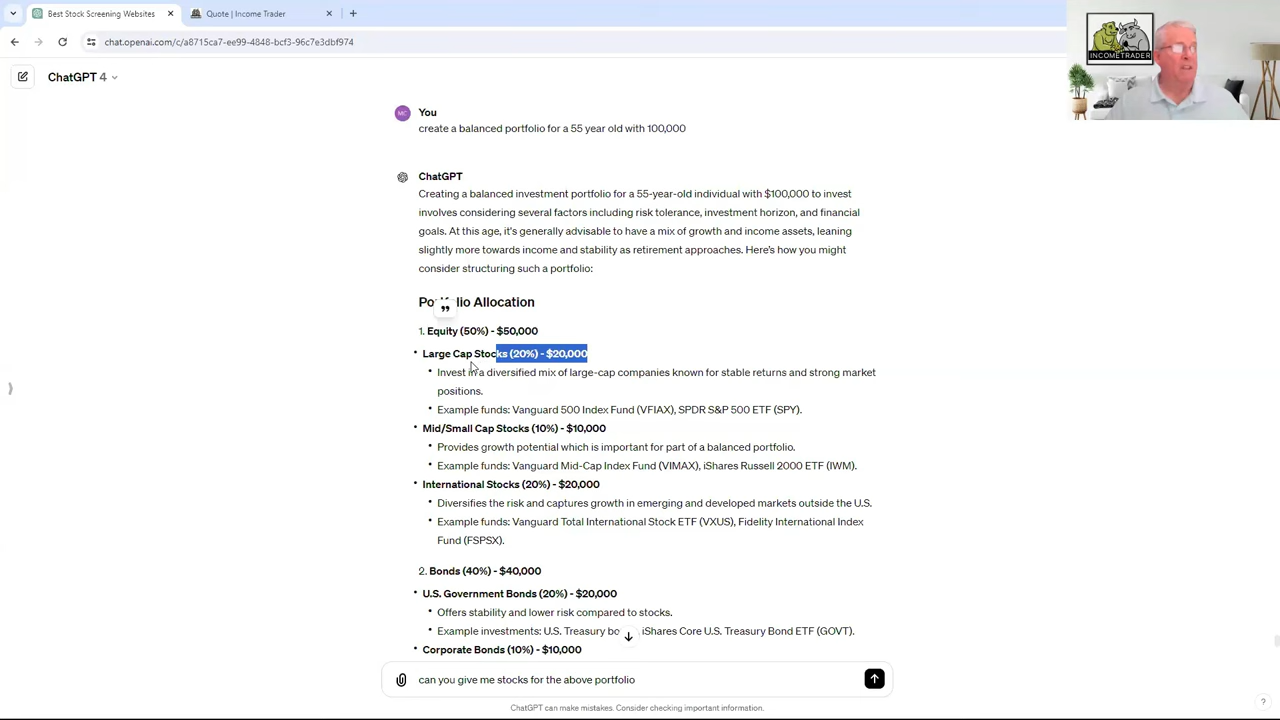 Best Stock Screening Websites
Quote | Income Trader
chat.openai.com/c/a8715ca7-ee99-4848-bcf3-96c7e3dbf974
INCOMETRADER
ChatGPT 4
MC
You
create a balanced portfolio for a 55 year old with 100,000
ChatGPT
Creating a balanced investment portfolio for a 55-year-old individual with $100,000 to invest
involves considering several factors including risk tolerance, investment horizon, and financial
goals. At this age, it's generally advisable to have a mix of growth and income assets, leaning
slightly more towards income and stability as retirement approaches. Here's how you might
consider structuring such a portfolio:
Allocation
1. Equity (50%) - $50,000
• Large Cap Stocks (20%) - $20,000
• Invest in a diversified mix of large-cap companies known for stable returns and strong market
positions.
• Example funds: Vanguard 500 Index Fund (VFIAX), SPDR S&P 500 ETF (SPY).
• Mid/Small Cap Stocks (10%) - $10,000
• Provides growth potential which is important for part of a balanced portfolio.
• Example funds: Vanguard Mid-Cap Index Fund (VIMAX), iShares Russell 2000 ETF (IWM).
• International Stocks (20%) - $20,000
• Diversifies the risk and captures growth in emerging and developed markets outside the U.S.
• Example funds: Vanguard Total International Stock ETF (VXUS), Fidelity International Index
Fund (FSPSX).
2. Bonds (40%) - $40,000
• U.S. Government Bonds (20%) - $20,000
• Offers stability and lower risk compared to stocks.
• Example investments: U.S. Treasury iShares Core U.S. Treasury Bond ETF (GOVT).
• Corporate Bonds (10%) - $10,000
can you give me stocks for the above portfolio
ChatGPT can make mistakes. Consider checking important information.
?